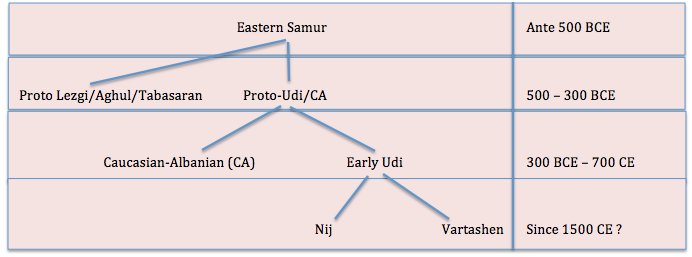 Eastern Samur Ante 500 BCE
Proto Lezgi/Aghul/Tabasaran Proto-Udi/CA 500 – 300 BCE
Caucasian-Albanian (CA) Early Udi 300 BCE – 700 CE
Nij Vartashen Since 1500 CE ?